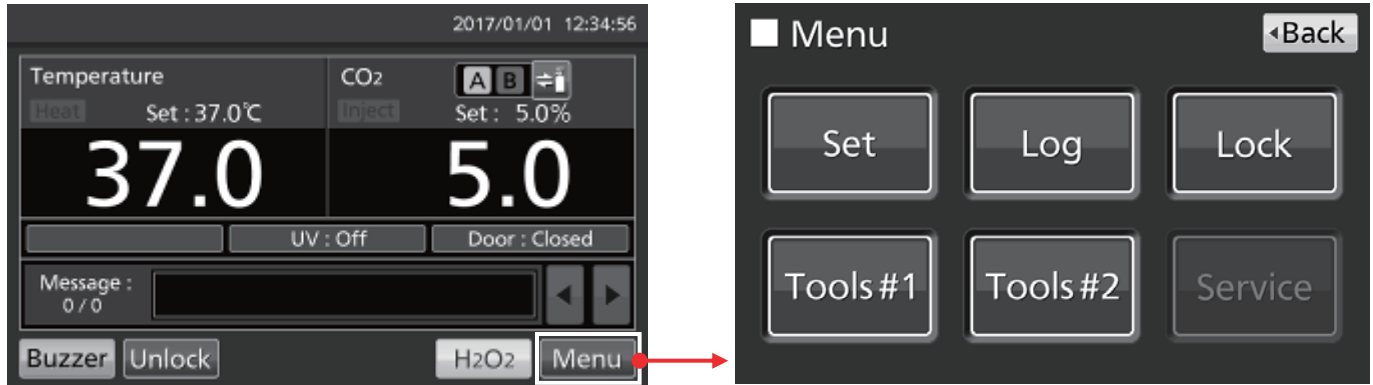 2017/01/01 12:34:56
Temperature
Heat Set : 37.0℃
37.0
CO2 A B
Inject Set : 5.0%
5.0
UV : Off Door : Closed
Message :
0 / 0
Buzzer Unlock H2O2 Menu
Menu Back
Set Log Lock
Tools #1 Tools #2 Service